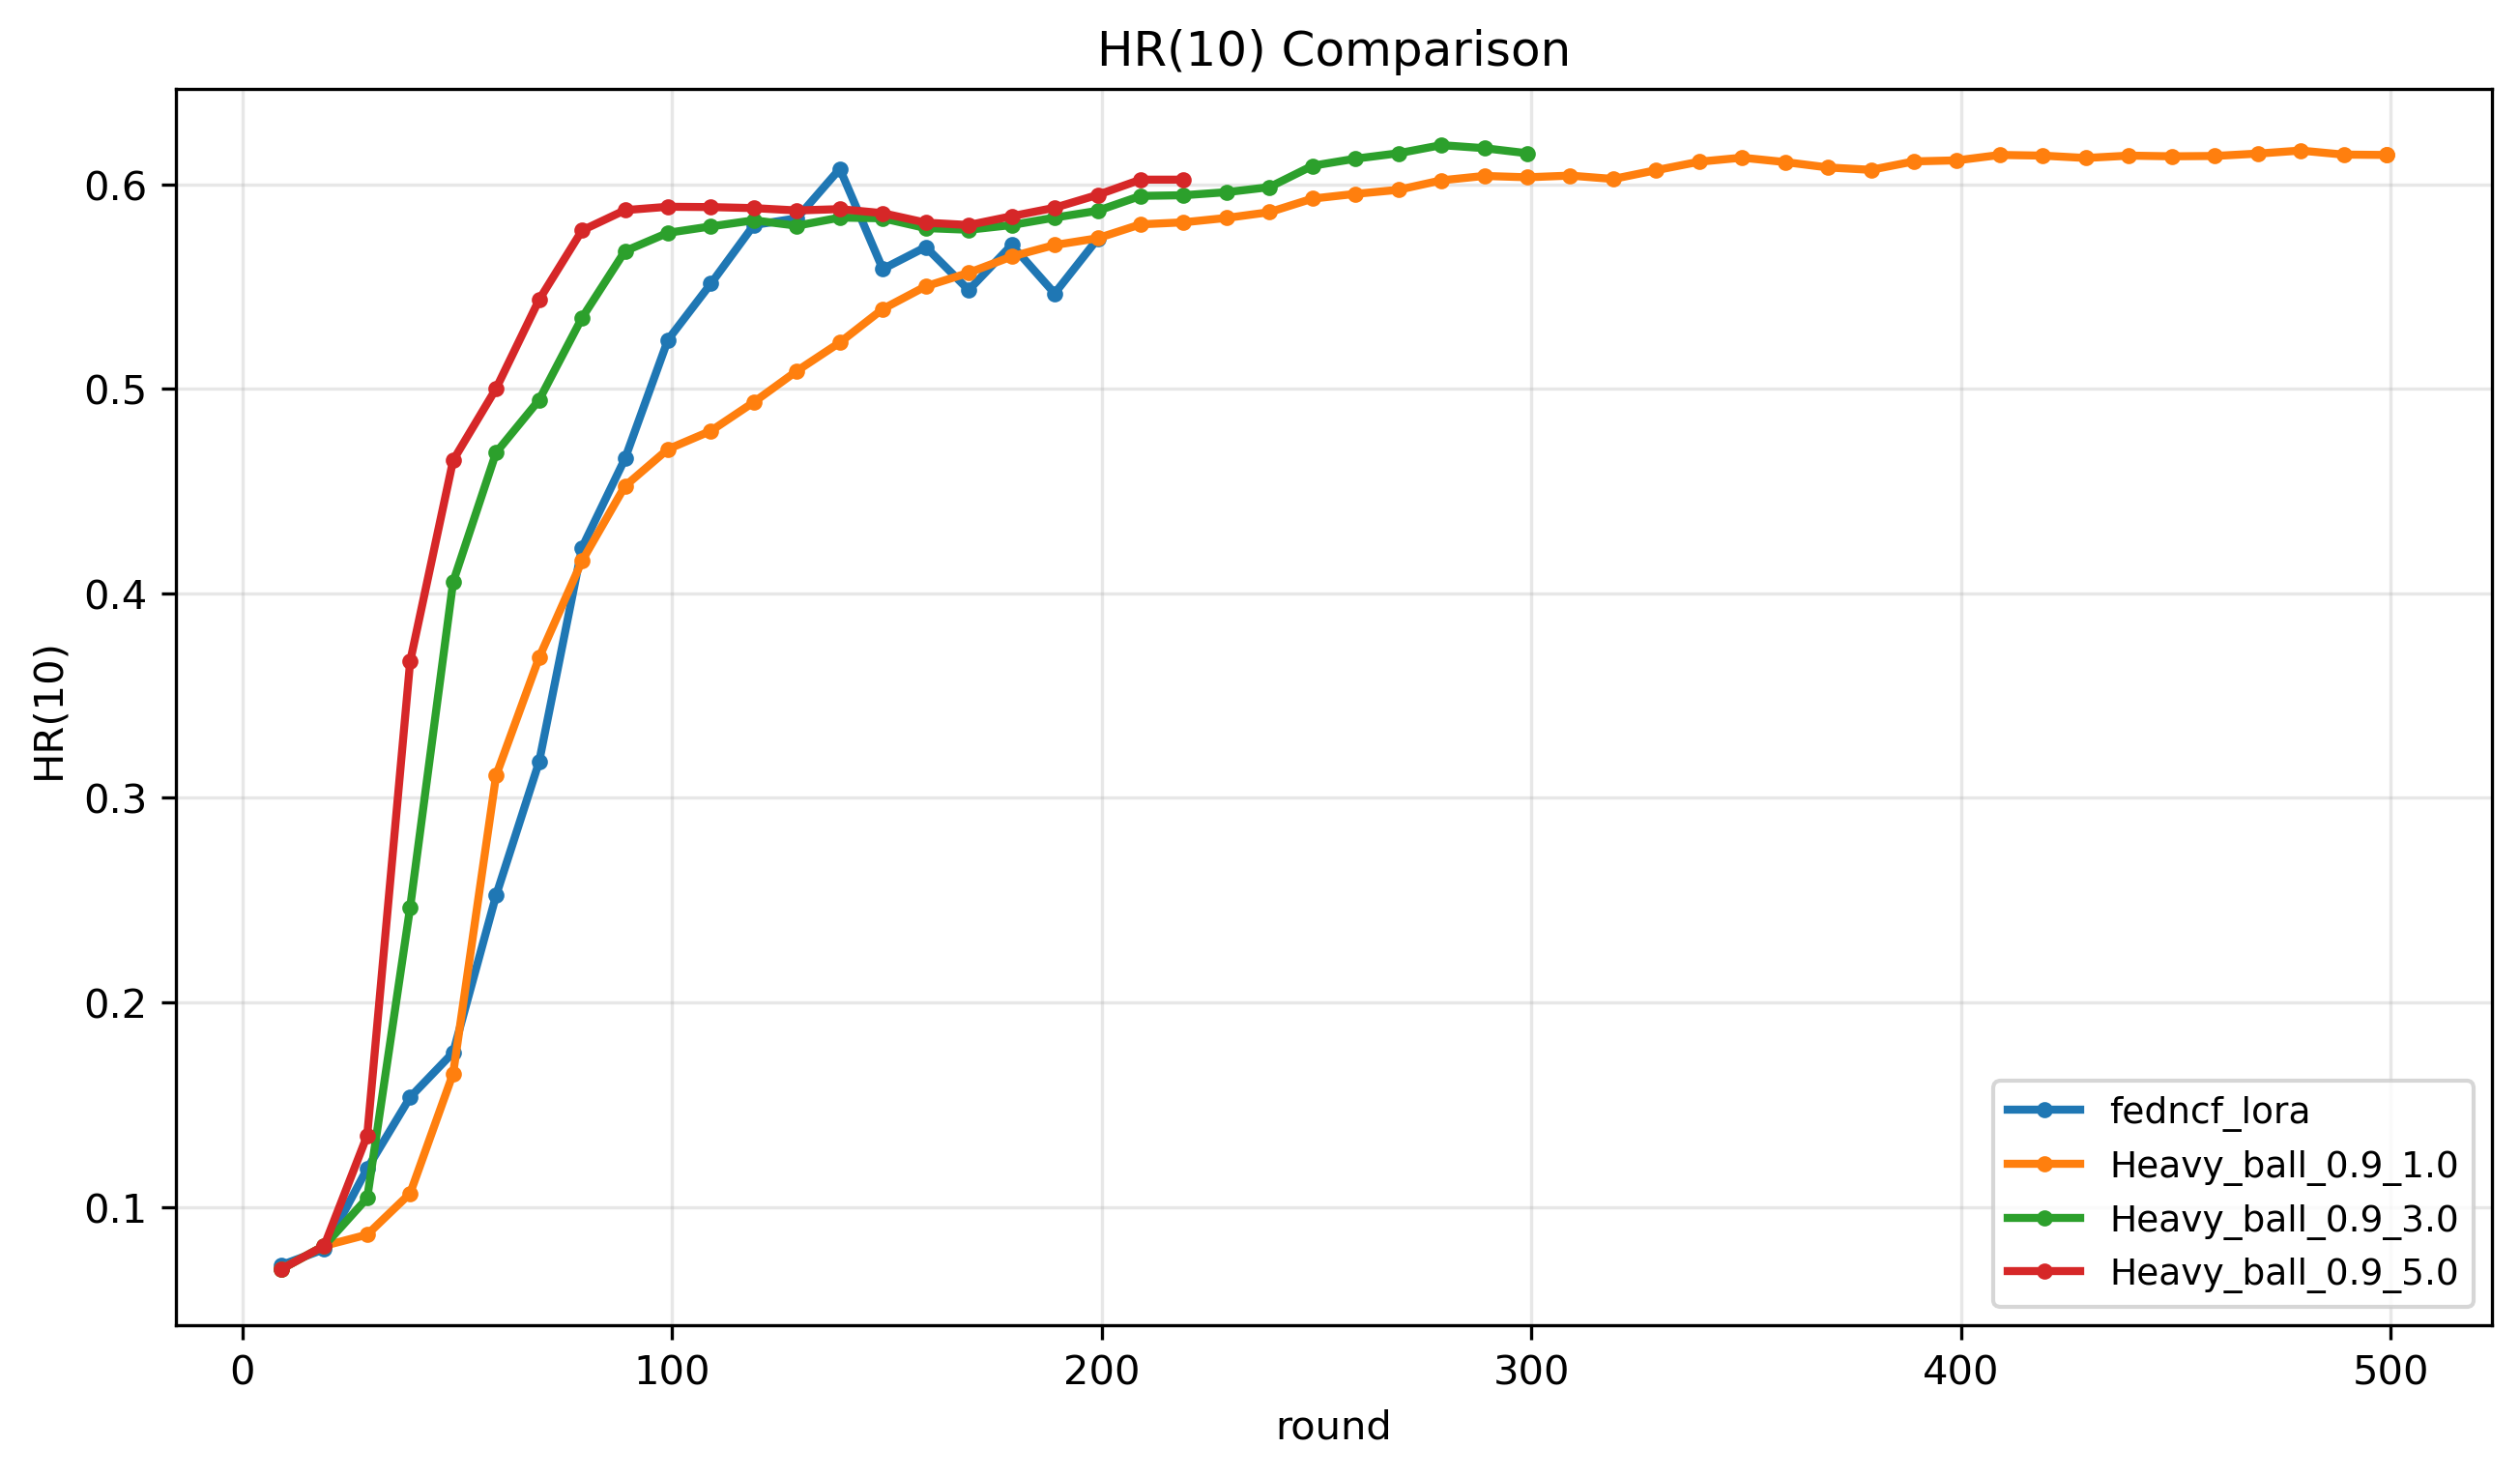 HR(10) Comparison
HR(10)
0.6
0.5
0.4
0.3
0.2
0.1
0 100 200 300 400 500
round
fedncf_lora
Heavy_ball_0.9_1.0
Heavy_ball_0.9_3.0
Heavy_ball_0.9_5.0